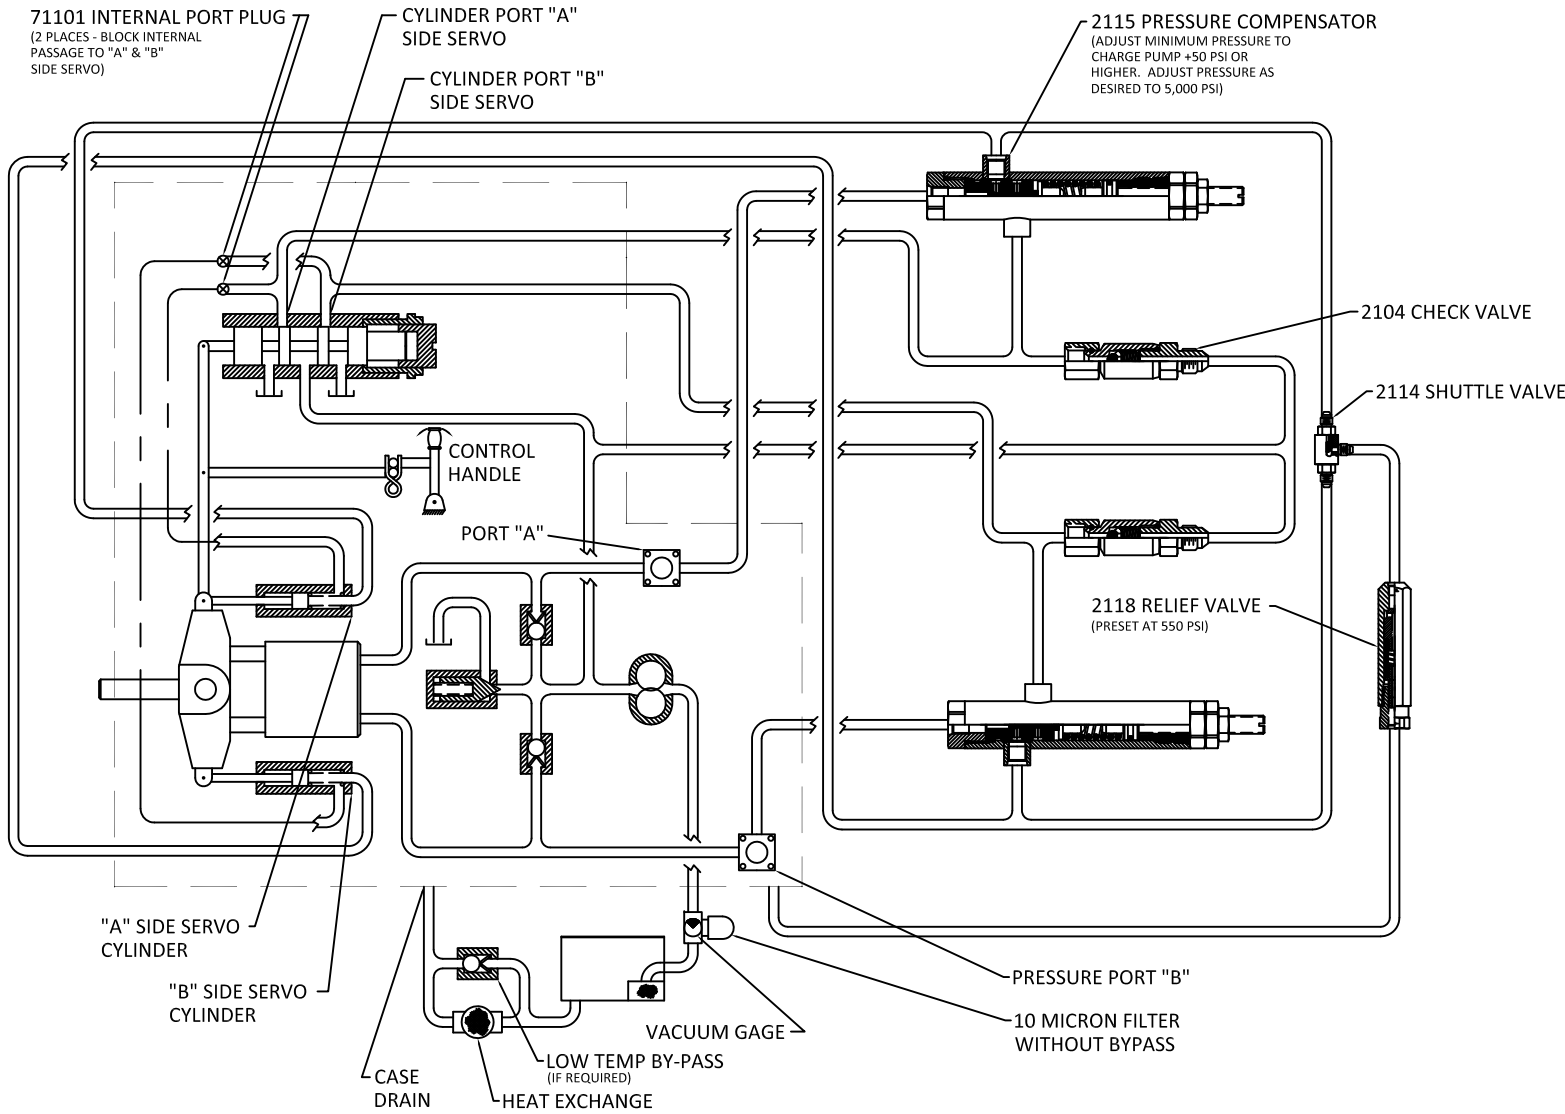 71101 INTERNAL PORT PLUG
(2 PLACES - BLOCK INTERNAL
PASSAGE TO "A" & "B"
SIDE SERVO)
CYLINDER PORT "A"
SIDE SERVO
CYLINDER PORT "B"
SIDE SERVO
2115 PRESSURE COMPENSATOR
(ADJUST MINIMUM PRESSURE TO
CHARGE PUMP +50 PSI OR
HIGHER. ADJUST PRESSURE AS
DESIRED TO 5,000 PSI)
2104 CHECK VALVE
2114 SHUTTLE VALVE
CONTROL
HANDLE
PORT "A"
2118 RELIEF VALVE
(PRESET AT 550 PSI)
"A" SIDE SERVO
CYLINDER
"B" SIDE SERVO
CYLINDER
PRESSURE PORT "B"
10 MICRON FILTER
WITHOUT BYPASS
VACUUM GAGE
LOW TEMP BY-PASS
(IF REQUIRED)
CASE
DRAIN
HEAT EXCHANGE